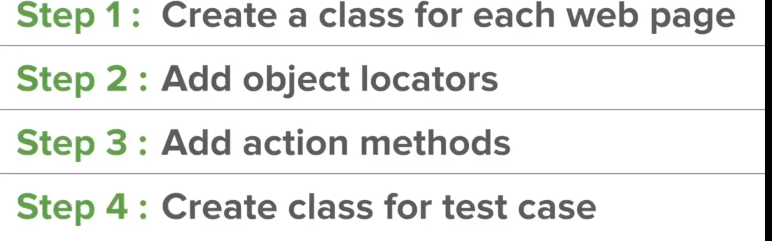 Step 1 : Create a class for each web page
Step 2 : Add object locators
Step 3 : Add action methods
Step 4 : Create class for test case